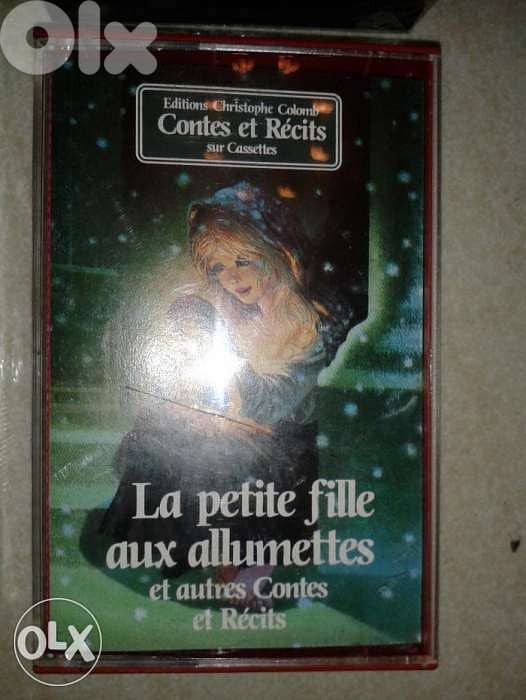 olx
Editions Christophe Colomb
Contes et Récits
sur Cassettes
La petite fille
aux allumettes
et autres Contes
et Récits
OLX